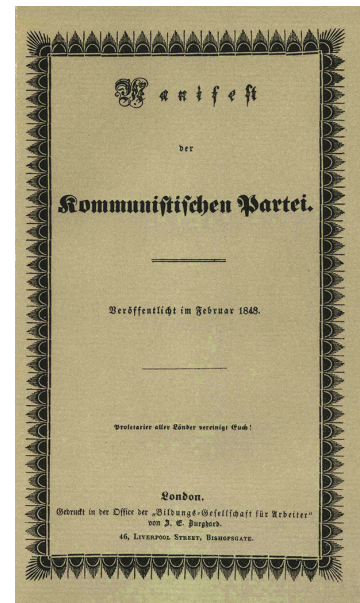 Manifest
der
Kommunistischen Partei.
Veröffentlicht im Februar 1848.
Proletarier aller Länder vereinigt Euch!
London.
Gedruckt in der Office der „Bildungs-Gesellschaft für Arbeiter“
von J. E. Burghard.
46, LIVERPOOL STREET, BISHOPSGATE.